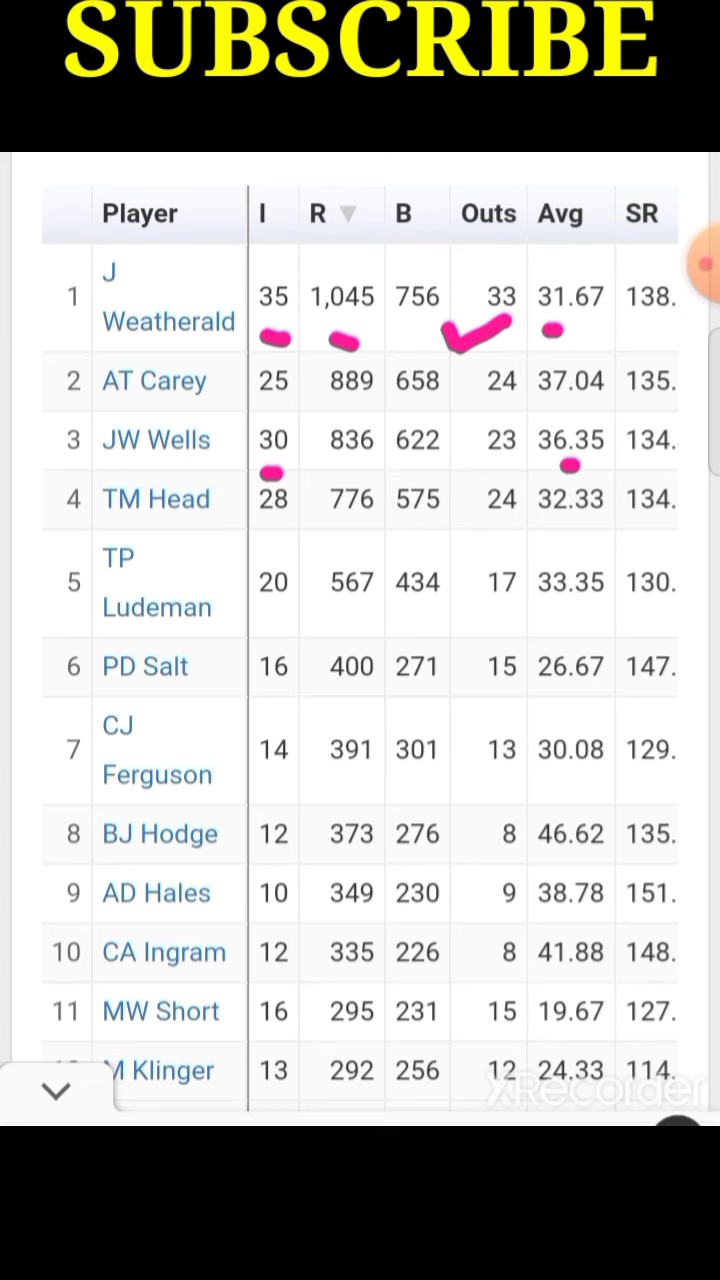 SUBSCRIBE
Player I R ▼ B Outs Avg SR
1 J Weatherald 35 1,045 756 33 31.67 138.
2 AT Carey 25 889 658 24 37.04 135.
3 JW Wells 30 836 622 23 36.35 134.
4 TM Head 28 776 575 24 32.33 134.
5 TP Ludeman 20 567 434 17 33.35 130.
6 PD Salt 16 400 271 15 26.67 147.
7 CJ Ferguson 14 391 301 13 30.08 129.
8 BJ Hodge 12 373 276 8 46.62 135.
9 AD Hales 10 349 230 9 38.78 151.
10 CA Ingram 12 335 226 8 41.88 148.
11 MW Short 16 295 231 15 19.67 127.
M Klinger 13 292 256 12 24.33 114.
XRecorder